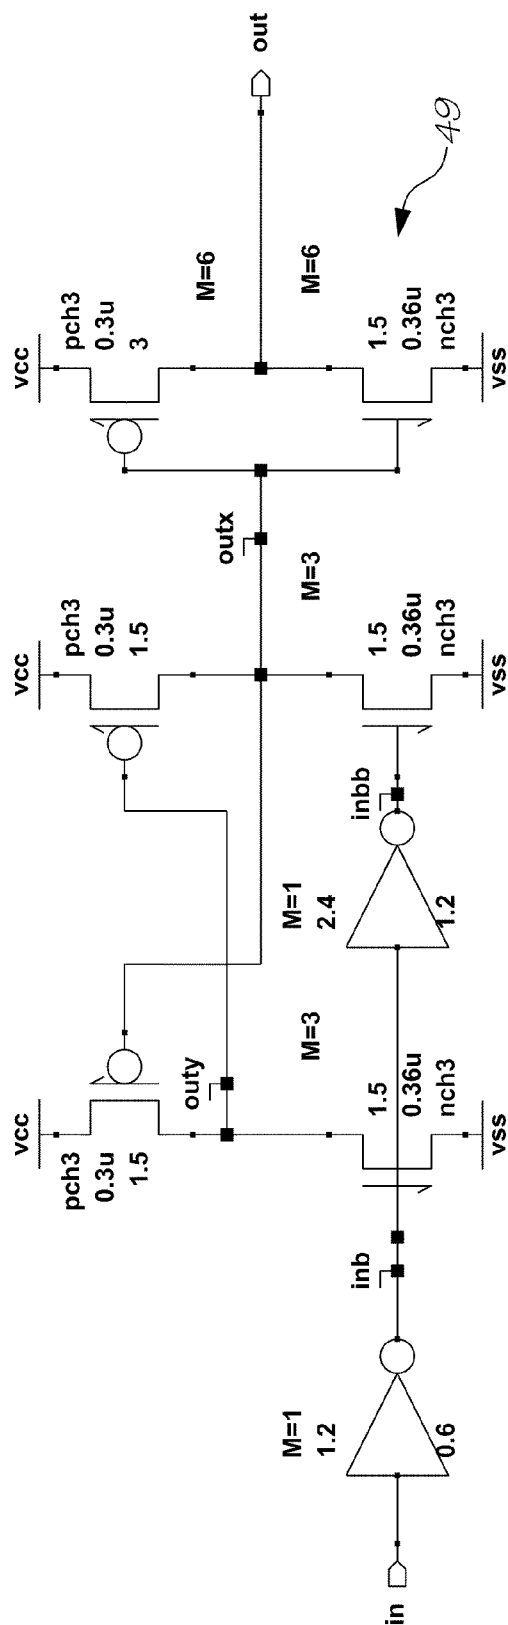 vcc
vcc
vcc
pch3
0.3u
1.5
pch3
0.3u
1.5
pch3
0.3u
3
outy
M=6
outx
out
M=1
1.2
M=3
M=1
2.4
M=3
M=6
inb
inbb
in
0.6
1.5
0.36u
nch3
1.2
1.5
0.36u
nch3
1.5
0.36u
nch3
49
vss
vss
vss